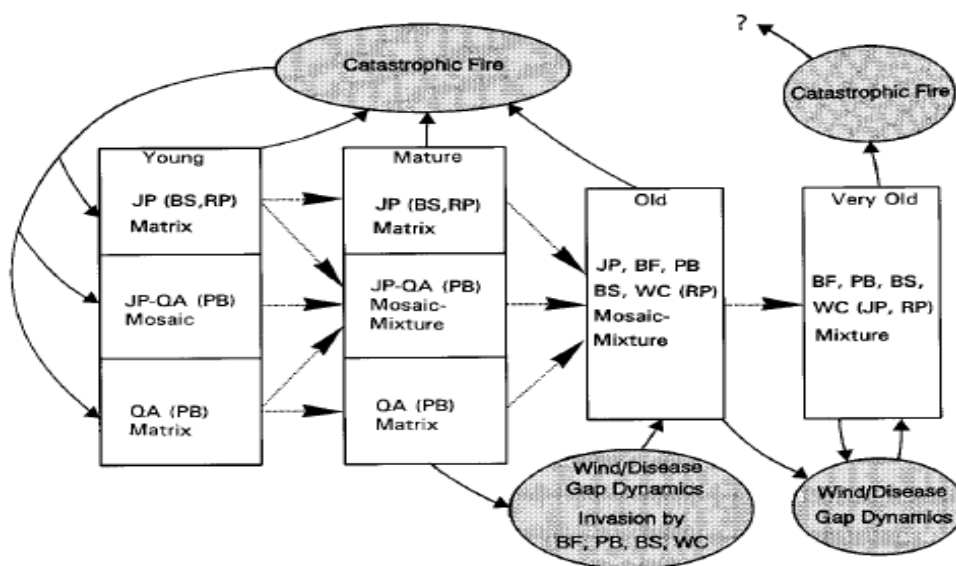 ?
Catastrophic Fire
Catastrophic Fire
Young
JP (BS,RP)
Matrix
JP-QA (PB)
Mosaic
QA (PB)
Matrix
Mature
JP (BS,RP)
Matrix
JP-QA (PB)
Mosaic-
Mixture
QA (PB)
Matrix
Old
JP, BF, PB
BS, WC (RP)
Mosaic-
Mixture
Very Old
BF, PB, BS,
WC (JP, RP)
Mixture
Wind/Disease
Gap Dynamics
Invasion by
BF, PB, BS, WC
Wind/Disease
Gap Dynamics